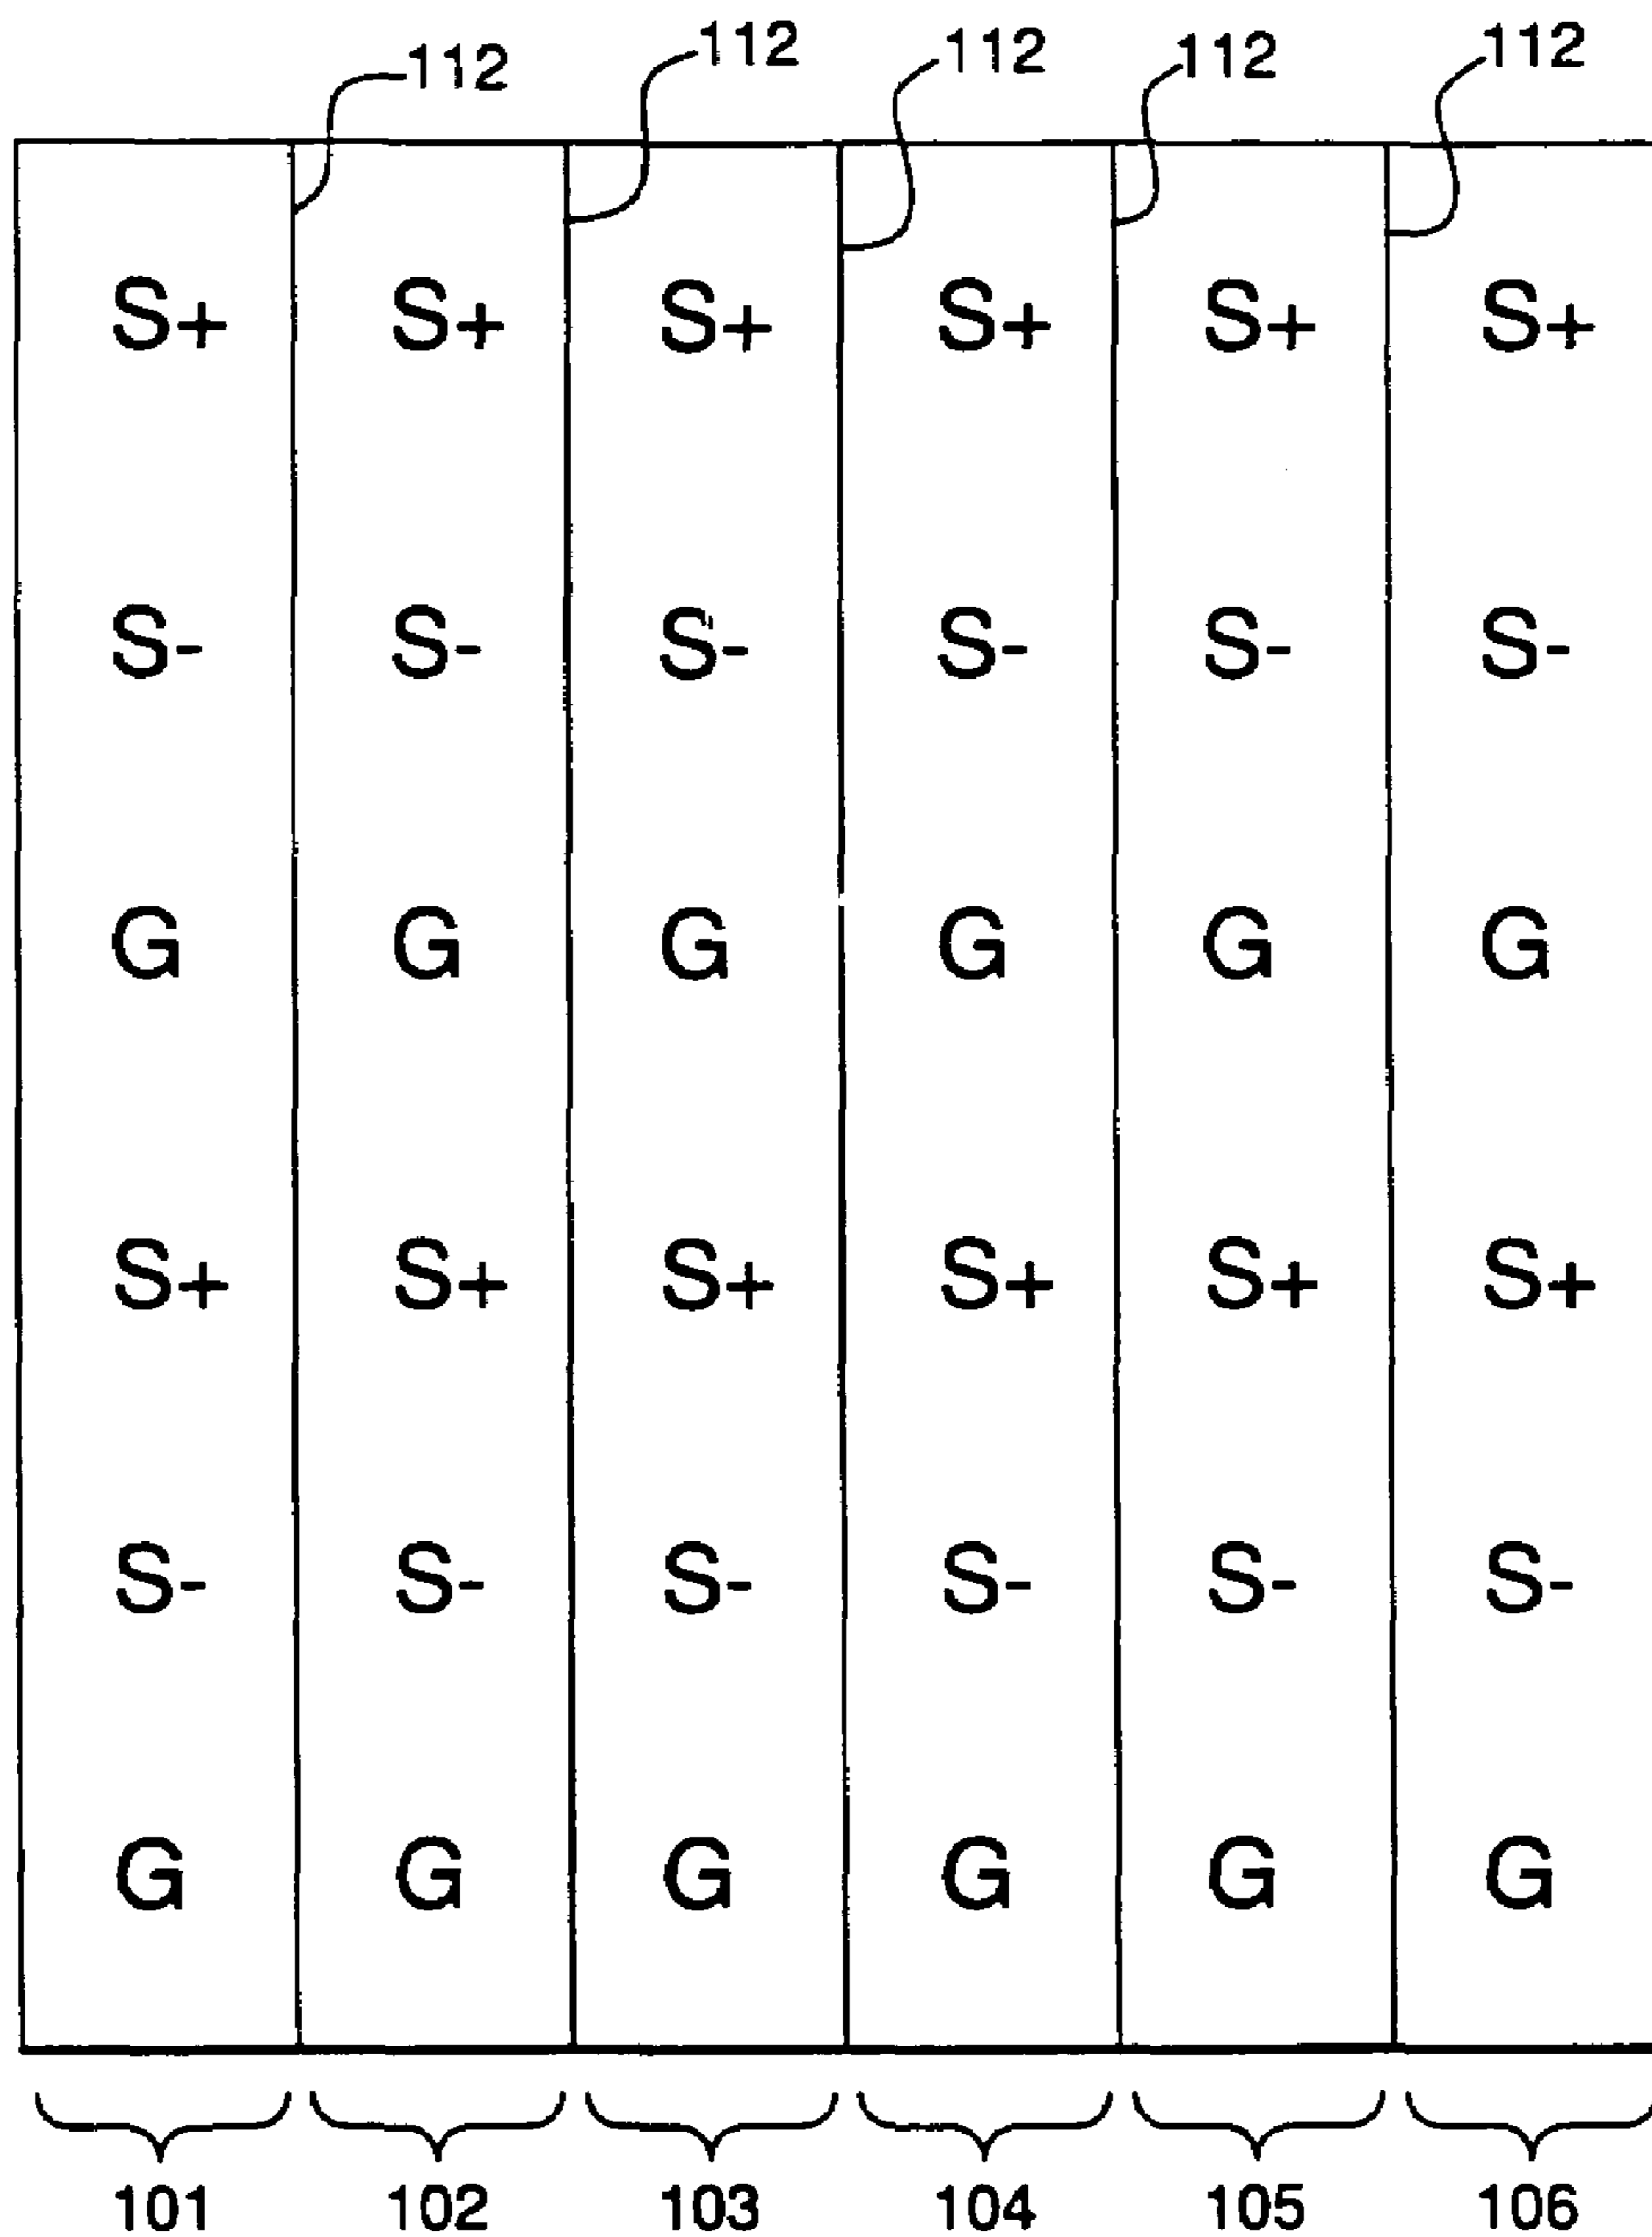 112 112 112 112 112
S+ S+ S+ S+ S+ S+
S- S- S- S- S- S-
G G G G G G
S+ S+ S+ S+ S+ S+
S- S- S- S- S- S-
G G G G G G
101 102 103 104 105 106